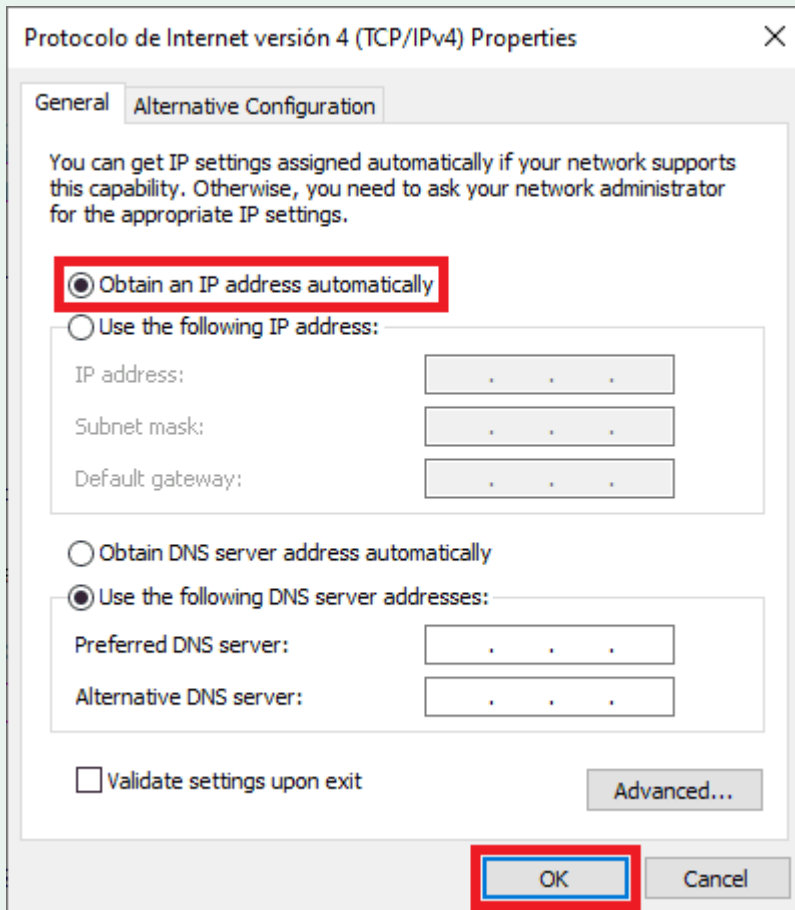 Protocolo de Internet versión 4 (TCP/IPv4) Properties
General
Alternative Configuration
You can get IP settings assigned automatically if your network supports
this capability. Otherwise, you need to ask your network administrator
for the appropriate IP settings.
Obtain an IP address automatically
Use the following IP address:
IP address:
Subnet mask:
Default gateway:
Obtain DNS server address automatically
Use the following DNS server addresses:
Preferred DNS server:
Alternative DNS server:
Validate settings upon exit
Advanced...
OK
Cancel